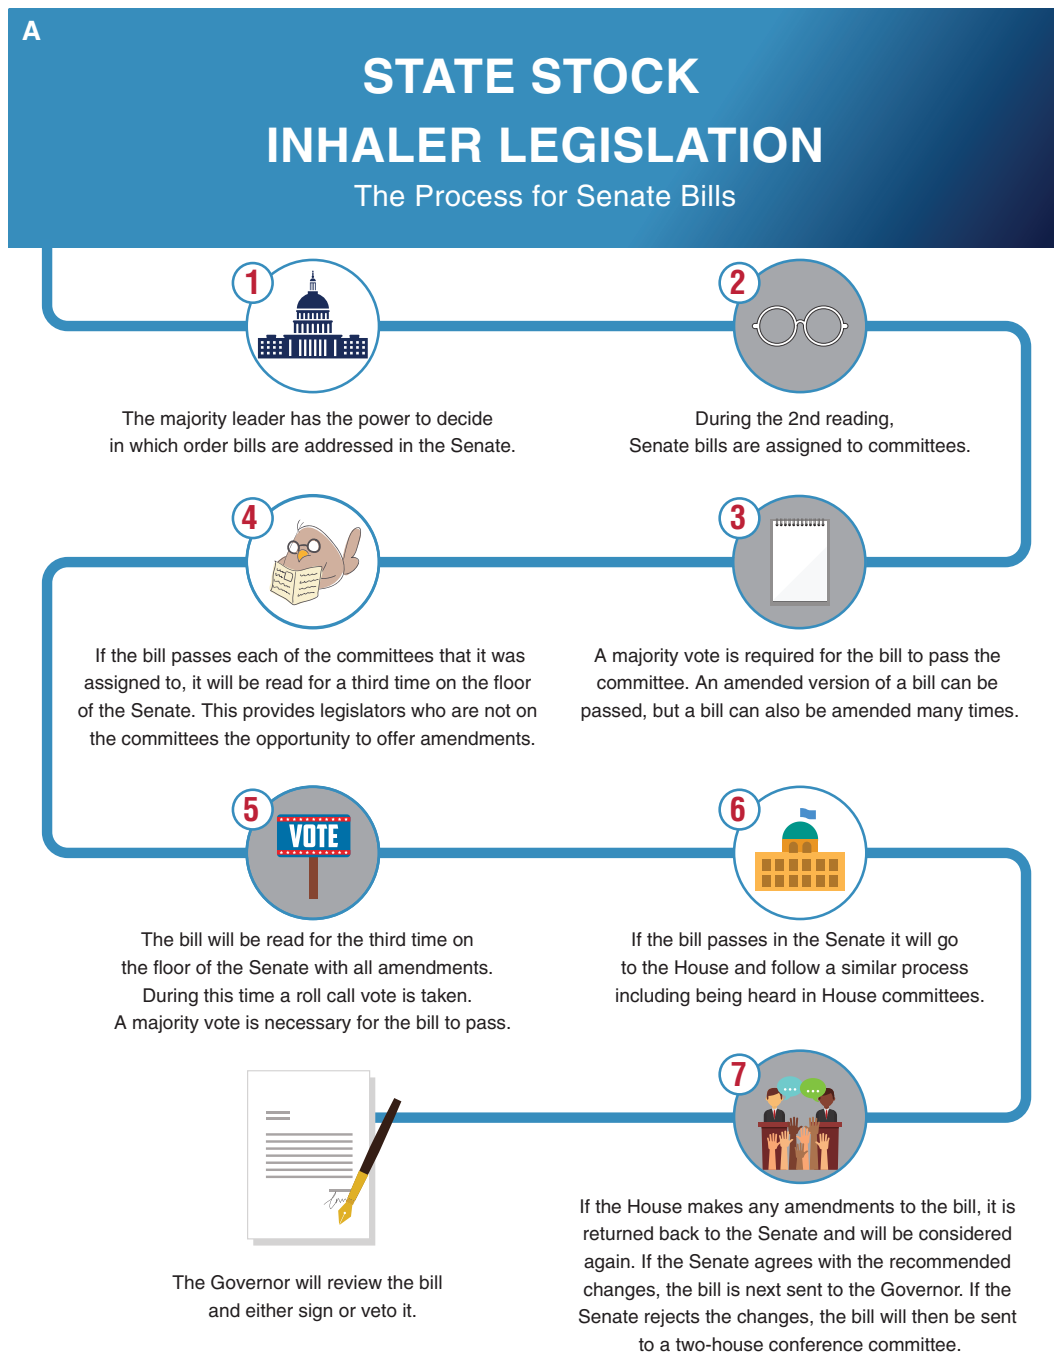 A
STATE STOCK
INHALER LEGISLATION
The Process for Senate Bills
1
The majority leader has the power to decide
in which order bills are addressed in the Senate.
2
During the 2nd reading,
Senate bills are assigned to committees.
3
A majority vote is required for the bill to pass the
committee. An amended version of a bill can be
passed, but a bill can also be amended many times.
4
If the bill passes each of the committees that it was
assigned to, it will be read for a third time on the floor
of the Senate. This provides legislators who are not on
the committees the opportunity to offer amendments.
5
VOTE
The bill will be read for the third time on
the floor of the Senate with all amendments.
During this time a roll call vote is taken.
A majority vote is necessary for the bill to pass.
6
If the bill passes in the Senate it will go
to the House and follow a similar process
including being heard in House committees.
7
If the House makes any amendments to the bill, it is
returned back to the Senate and will be considered
again. If the Senate agrees with the recommended
changes, the bill is next sent to the Governor. If the
Senate rejects the changes, the bill will then be sent
to a two-house conference committee.
The Governor will review the bill
and either sign or veto it.